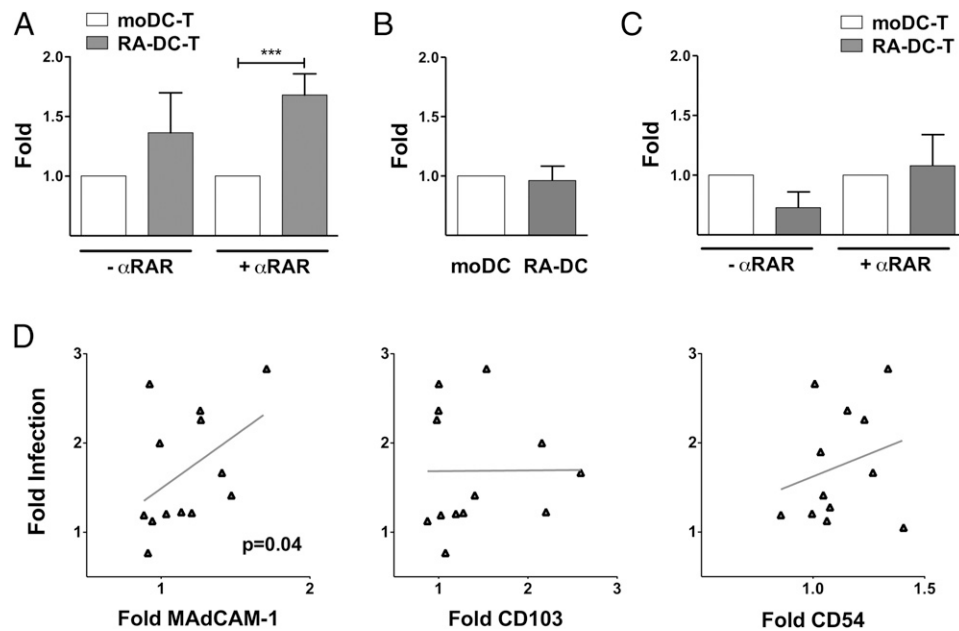 A
moDC-T
RA-DC-T
Fold
2.0
1.5
1.0
***
- αRAR
+ αRAR
B
Fold
2.0
1.5
1.0
moDC RA-DC
C
moDC-T
RA-DC-T
Fold
2.0
1.5
1.0
- αRAR
+ αRAR
D
Fold Infection
3
2
1
p=0.04
1
2
Fold MAdCAM-1
3
2
1
1
2
3
Fold CD103
3
2
1
1.0
1.5
Fold CD54